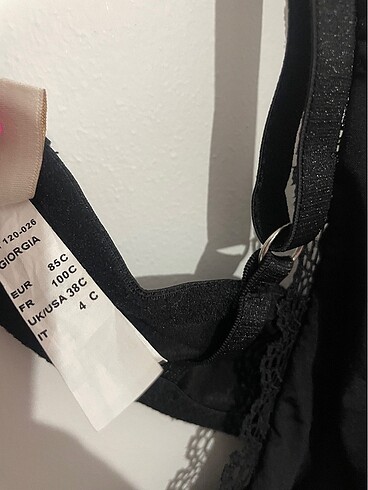 120-026
GIORGIA
EUR 85C
FR 100C
UK/USA 38C
IT 4 C